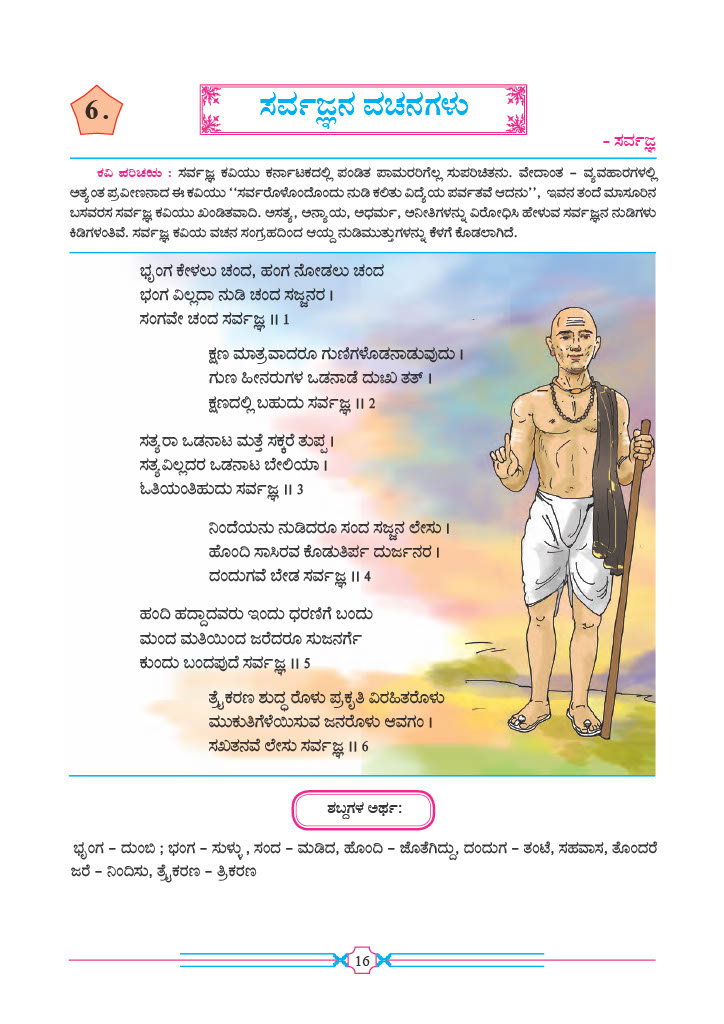 6.
ಸರ್ವಜ್ಞನ ವಚನಗಳು
– ಸರ್ವಜ್ಞ
ಕವಿ ಪರಿಚಯ : ಸರ್ವಜ್ಞ ಕವಿಯು ಕರ್ನಾಟಕದಲ್ಲಿ ಪಂಡಿತ ಪಾಮರರಿಗೆಲ್ಲ ಸುಪರಿಚಿತನು. ವೇದಾಂತ – ವ್ಯವಹಾರಗಳಲ್ಲಿ
ಅತ್ಯಂತ ಪ್ರವೀಣನಾದ ಈ ಕವಿಯು ‘‘ಸರ್ವರೊಳೊಂದೊಂದು ನುಡಿ ಕಲಿತು ವಿದ್ಯೆಯ ಪರ್ವತವೆ ಆದನು’’, ಇವನ ತಂದೆ ಮಾಸೂರಿನ
ಬಸವರಸ ಸರ್ವಜ್ಞ ಕವಿಯು ಖಂಡಿತವಾದಿ. ಅಸತ್ಯ, ಅನ್ಯಾಯ, ಅಧರ್ಮ, ಅನೀತಿಗಳನ್ನು ವಿರೋಧಿಸಿ ಹೇಳುವ ಸರ್ವಜ್ಞನ ನುಡಿಗಳು
ಕಿಡಿಗಳಂತಿವೆ. ಸರ್ವಜ್ಞ ಕವಿಯ ವಚನ ಸಂಗ್ರಹದಿಂದ ಆಯ್ದ ನುಡಿಮುತ್ತುಗಳನ್ನು ಕೆಳಗೆ ಕೊಡಲಾಗಿದೆ.
ಭೃಂಗ ಕೇಳಲು ಚಂದ, ಹಂಗ ನೋಡಲು ಚಂದ
ಭಂಗ ವಿಲ್ಲದಾ ನುಡಿ ಚಂದ ಸಜ್ಜನರ ।
ಸಂಗವೇ ಚಂದ ಸರ್ವಜ್ಞ ॥ 1
ಕ್ಷಣ ಮಾತ್ರವಾದರೂ ಗುಣಿಗಳೊಡನಾಡುವುದು ।
ಗುಣ ಹೀನರುಗಳ ಒಡನಾಡೆ ದುಃಖ ತತ್ ।
ಕ್ಷಣದಲ್ಲಿ ಬಹುದು ಸರ್ವಜ್ಞ ॥ 2
ಸತ್ಯರಾ ಒಡನಾಟ ಮತ್ತೆ ಸಕ್ಕರೆ ತುಪ್ಪ ।
ಸತ್ಯವಿಲ್ಲದರ ಒಡನಾಟ ಬೇಲಿಯಾ ।
ಓತಿಯಂತಿಹುದು ಸರ್ವಜ್ಞ ॥ 3
ನಿಂದೆಯನು ನುಡಿದರೂ ಸಂದ ಸಜ್ಜನ ಲೇಸು ।
ಹೊಂದಿ ಸಾಸಿರವ ಕೊಡುತಿರ್ಪ ದುರ್ಜನರ ।
ದಂದುಗವೆ ಬೇಡ ಸರ್ವಜ್ಞ ॥ 4
ಹಂದಿ ಹದ್ದಾದವರು ಇಂದು ಧರಣಿಗೆ ಬಂದು
ಮಂದ ಮತಿಯಿಂದ ಜರೆದರೂ ಸುಜನರ್ಗೆ
ಕುಂದು ಬಂದಪುದೆ ಸರ್ವಜ್ಞ ॥ 5
ತ್ರೈಕರಣ ಶುದ್ಧ ರೊಳು ಪ್ರಕೃತಿ ವಿರಹಿತರೊಳು
ಮುಕುತಿಗೆಳೆಯಿಸುವ ಜನರೊಳು ಆವಗಂ ।
ಸಖಿತನವೆ ಲೇಸು ಸರ್ವಜ್ಞ ॥ 6
ಶಬ್ದಗಳ ಅರ್ಥ:
ಭೃಂಗ – ದುಂಬಿ ; ಭಂಗ – ಸುಳ್ಳು , ಸಂದ – ಮಡಿದ, ಹೊಂದಿ – ಜೊತೆಗಿದ್ದು, ದಂದುಗ – ತಂಟೆ, ಸಹವಾಸ, ತೊಂದರೆ
ಜರೆ – ನಿಂದಿಸು, ತ್ರೈಕರಣ – ತ್ರಿಕರಣ
16